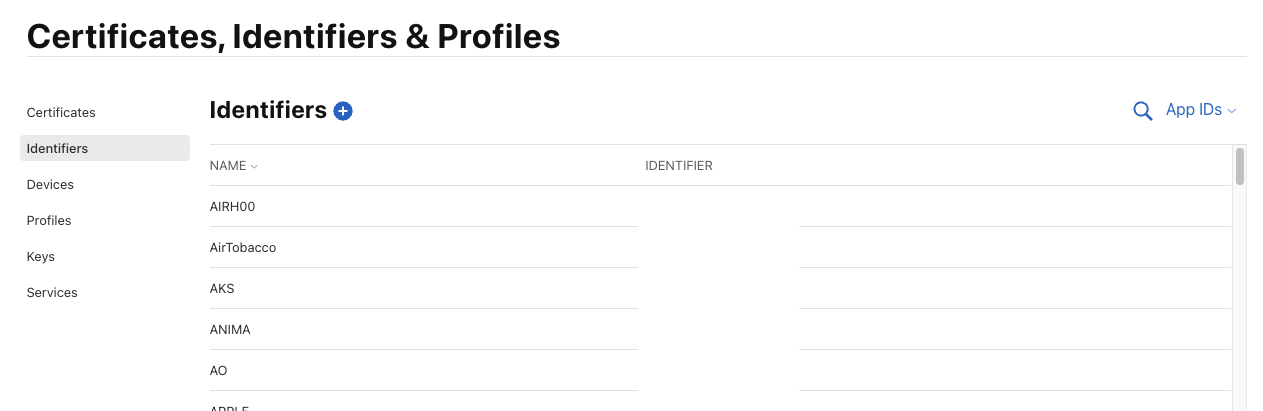 Certificates, Identifiers & Profiles
Certificates
Identifiers
Devices
Profiles
Keys
Services
Identifiers
App IDs
NAME IDENTIFIER
AIRH00
AirTobacco
AKS
ANIMA
AO
APPLE